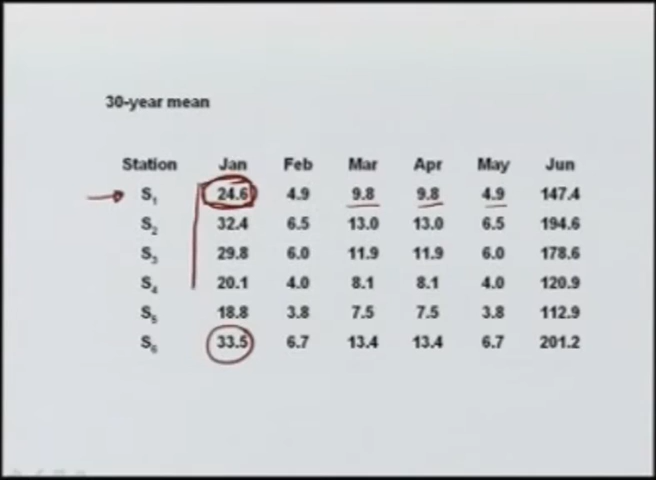 30-year mean
Station Jan Feb Mar Apr May Jun
S₁ 24.6 4.9 9.8 9.8 4.9 147.4
S₂ 32.4 6.5 13.0 13.0 6.5 194.6
S₃ 29.8 6.0 11.9 11.9 6.0 178.6
S₄ 20.1 4.0 8.1 8.1 4.0 120.9
S₅ 18.8 3.8 7.5 7.5 3.8 112.9
S₆ 33.5 6.7 13.4 13.4 6.7 201.2